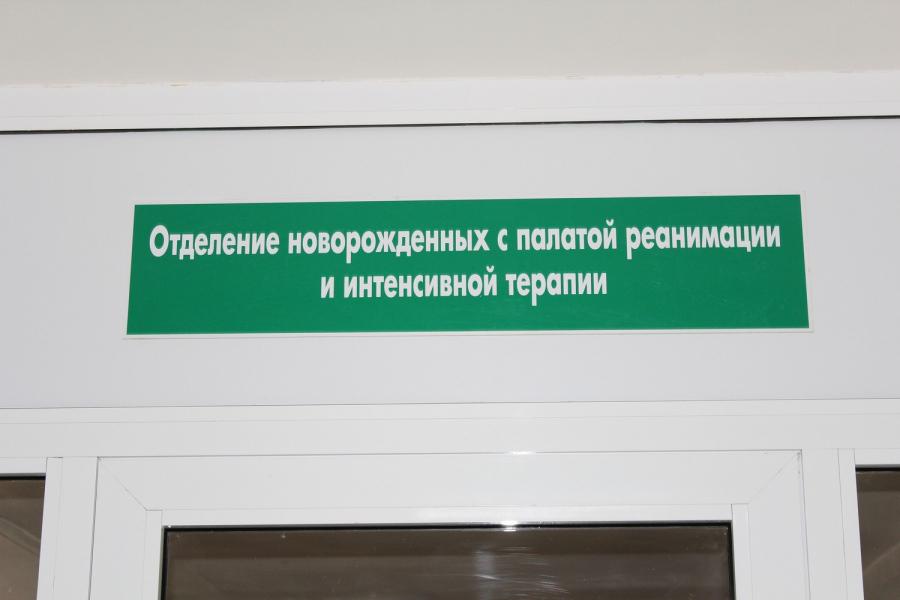 Отделение новорожденных с палатой реанимации
и интенсивной терапии